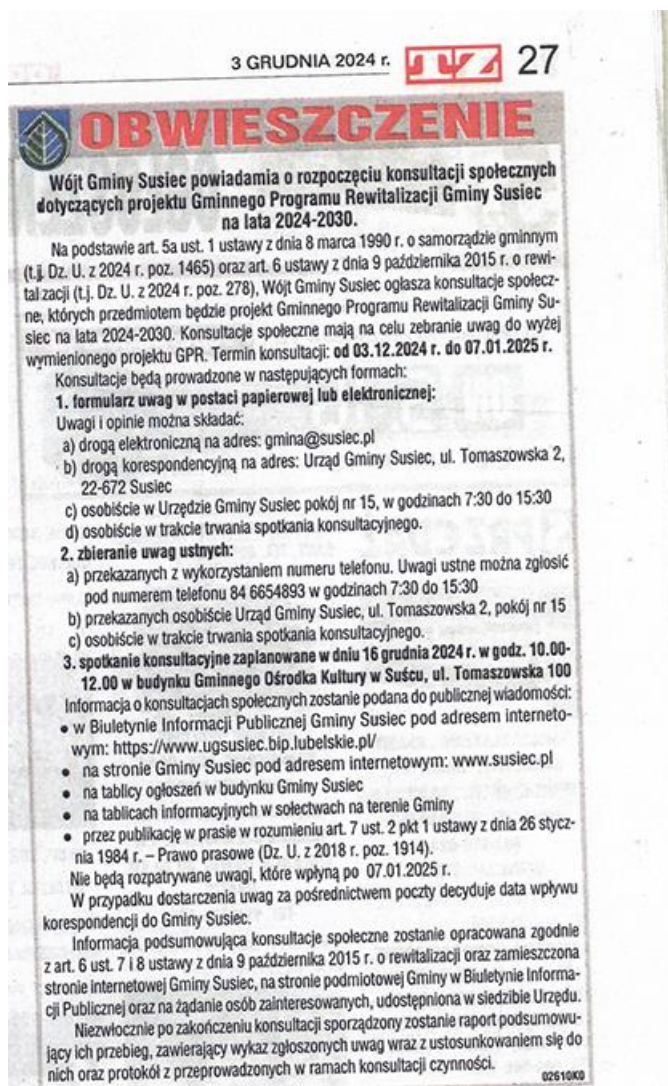 3 GRUDNIA 2024 r. TZ 27
OBWIESZCZENIE
Wójt Gminy Susiec powiadamia o rozpoczęciu konsultacji społecznych
dotyczących projektu Gminnego Programu Rewitalizacji Gminy Susiec
na lata 2024-2030.
Na podstawie art. 5a ust. 1 ustawy z dnia 8 marca 1990 r. o samorządzie gminnym
(t.j. Dz. U. z 2024 r. poz. 1465) oraz art. 6 ustawy z dnia 9 października 2015 r. o rewi-
tal zacji (t.j. Dz. U. z 2024 r. poz. 278), Wójt Gminy Susiec ogłasza konsultacje społecz-
ne, których przedmiotem będzie projekt Gminnego Programu Rewitalizacji Gminy Su-
siec na lata 2024-2030. Konsultacje społeczne mają na celu zebranie uwag do wyżej
wymienionego projektu GPR. Termin konsultacji: od 03.12.2024 r. do 07.01.2025 r.
Konsultacje będą prowadzone w następujących formach:
1. formularz uwag w postaci papierowej lub elektronicznej:
Uwagi i opinie można składać:
a) drogą elektroniczną na adres: gmina@susiec.pl
b) drogą korespondencyjną na adres: Urząd Gminy Susiec, ul. Tomaszowska 2,
22-672 Susiec
c) osobiście w Urzędzie Gminy Susiec pokój nr 15, w godzinach 7:30 do 15:30
d) osobiście w trakcie trwania spotkania konsultacyjnego.
2. zbieranie uwag ustnych:
a) przekazanych z wykorzystaniem numeru telefonu. Uwagi ustne można zgłosić
pod numerem telefonu 84 6654893 w godzinach 7:30 do 15:30
b) przekazanych osobiście Urząd Gminy Susiec, ul. Tomaszowska 2, pokój nr 15
c) osobiście w trakcie trwania spotkania konsultacyjnego.
3. spotkanie konsultacyjne zaplanowane w dniu 16 grudnia 2024 r. w godz. 10.00-
12.00 w budynku Gminnego Ośrodka Kultury w Suścu, ul. Tomaszowska 100
Informacja o konsultacjach społecznych zostanie podana do publicznej wiadomości:
• w Biuletynie Informacji Publicznej Gminy Susiec pod adresem interneto-
wym: https://www.ugsusiec.bip.lubelskie.pl/
• na stronie Gminy Susiec pod adresem internetowym: www.susiec.pl
• na tablicy ogłoszeń w budynku Gminy Susiec
• na tablicach informacyjnych w sołectwach na terenie Gminy
• przez publikację w prasie w rozumieniu art. 7 ust. 2 pkt 1 ustawy z dnia 26 stycz-
nia 1984 r. – Prawo prasowe (Dz. U. z 2018 r. poz. 1914).
Nie będą rozpatrywane uwagi, które wpłyną po 07.01.2025 r.
W przypadku dostarczenia uwag za pośrednictwem poczty decyduje data wpływu
korespondencji do Gminy Susiec.
Informacja podsumowująca konsultacje społeczne zostanie opracowana zgodnie
z art. 6 ust. 7 i 8 ustawy z dnia 9 października 2015 r. o rewitalizacji oraz zamieszczona
stronie internetowej Gminy Susiec, na stronie podmiotowej Gminy w Biuletynie Informa-
cji Publicznej oraz na żądanie osób zainteresowanych, udostępniona w siedzibie Urzędu.
Niezwłocznie po zakończeniu konsultacji sporządzony zostanie raport podsumowu-
jący ich przebieg, zawierający wykaz zgłoszonych uwag wraz z ustosunkowaniem się do
nich oraz protokół z przeprowadzonych w ramach konsultacji czynności.
02610K0